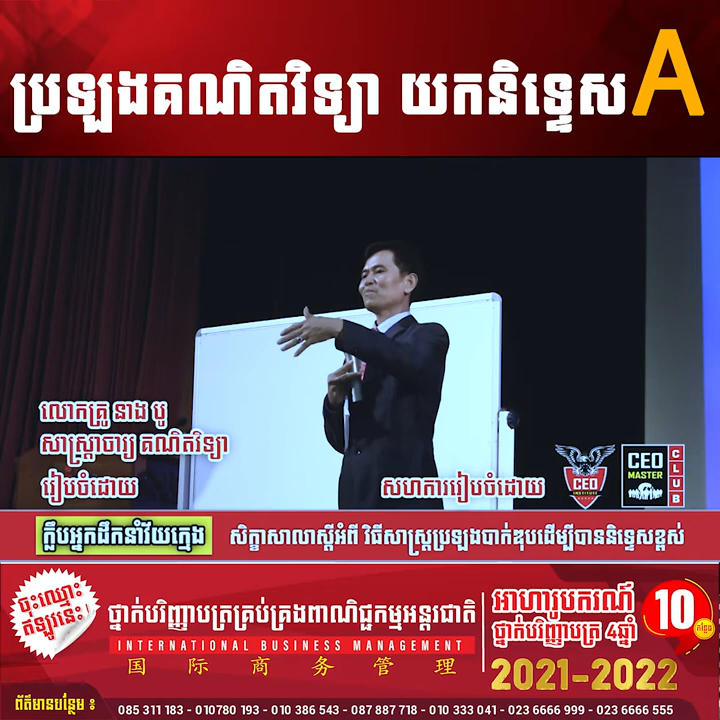 ប្រឡងគណិតវិទ្យា យកនិទ្ទេស A
លោកគ្រូ នាង បូ
សាស្ត្រាចារ្យ គណិតវិទ្យា
រៀបចំដោយ
សហការរៀបចំដោយ
CEO
INSTITUTE
CEO
MASTER
CLUB
ក្លឹបអ្នកដឹកនាំវ័យក្មេង
សិក្ខាសាលាស្តីអំពី វិធីសាស្ត្រប្រឡងបាក់ឌុបដើម្បីបាននិទ្ទេសខ្ពស់
ចុះឈ្មោះ
ឥឡូវនេះ!
ថ្នាក់បរិញ្ញាបត្រគ្រប់គ្រងពាណិជ្ជកម្មអន្តរជាតិ
INTERNATIONAL BUSINESS MANAGEMENT
国际商务管理
អាហារូបករណ៍
ថ្នាក់បរិញ្ញាបត្រ 4ឆ្នាំ
10
កន្លែង
2021-2022
ព័ត៌មានបន្ថែម ៖
085 311 183 - 010780 193 - 010 386 543 - 087 887 718 - 010 333 041 - 023 6666 999 - 023 6666 555